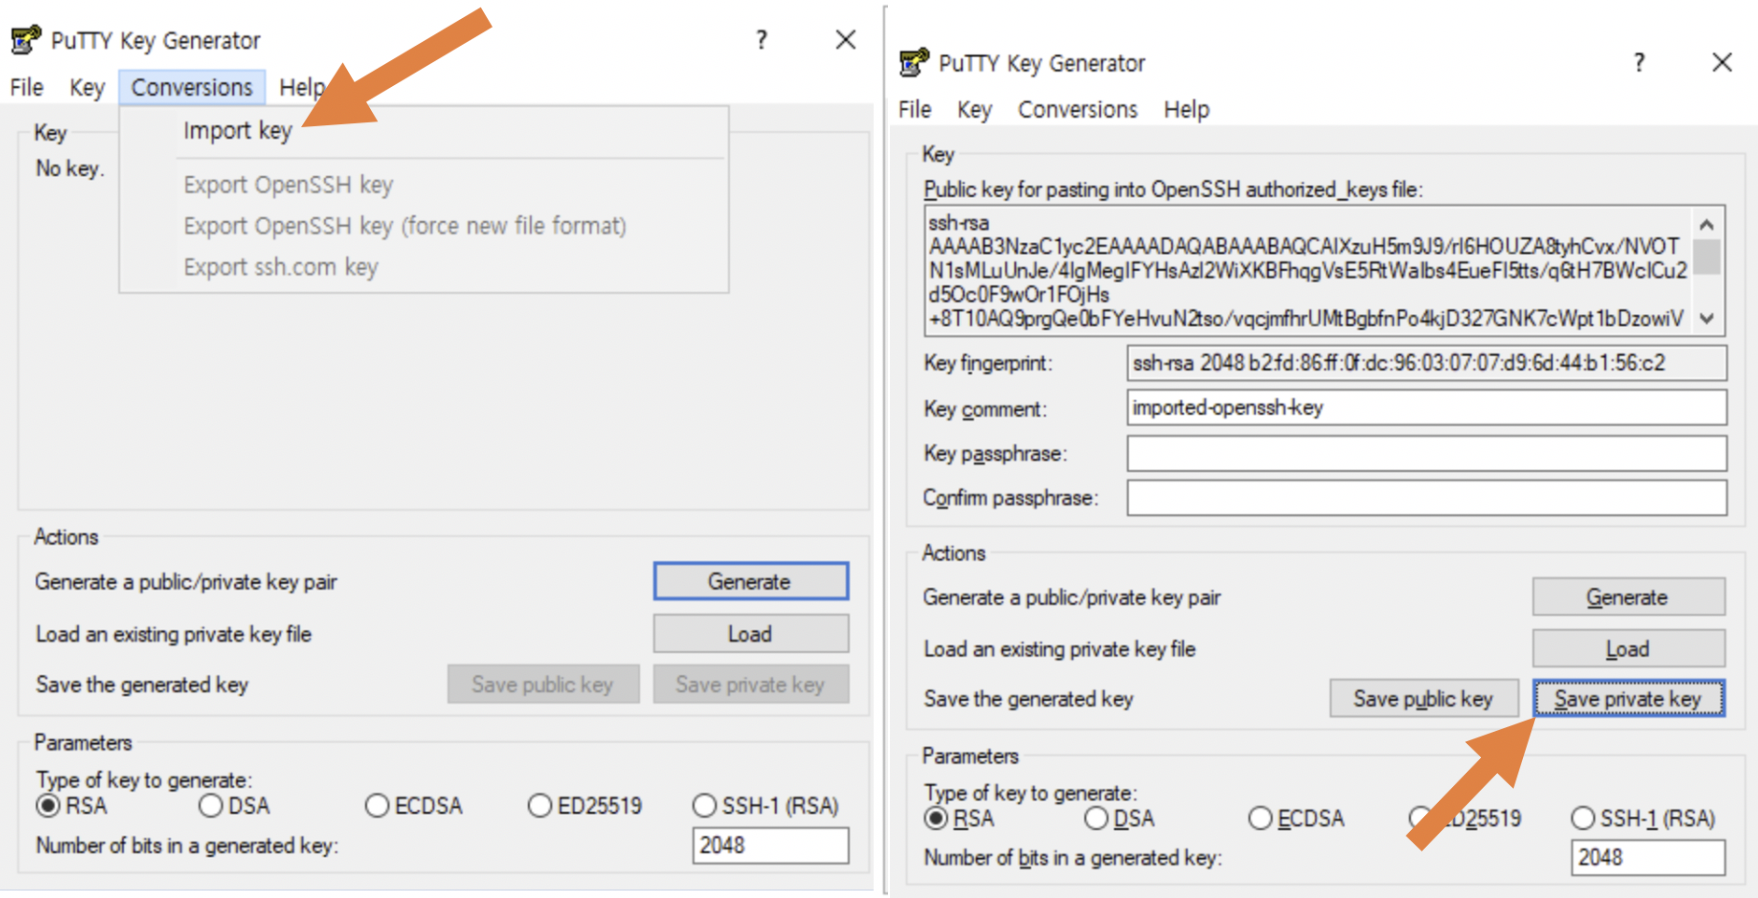 PuTTY Key Generator
?
File Key Conversions Help
Import key
Export OpenSSH key
Export OpenSSH key (force new file format)
Export ssh.com key
Key
No key.
Actions
Generate a public/private key pair
Generate
Load an existing private key file
Load
Save the generated key
Save public key
Save private key
Parameters
Type of key to generate:
RSA DSA ECDSA ED25519 SSH-1 (RSA)
Number of bits in a generated key:
2048
PuTTY Key Generator
?
File Key Conversions Help
Key
Public key for pasting into OpenSSH authorized_keys file:
ssh-rsa
AAAAB3NzaC1yc2EAAAADAQABAAABAQCAIXzuH5m9J9/rI6HOUZA8tyhCvx/NVOT
N1sMLuUnJe/4IgMegIFYHsAzI2WiXKBFhqgVsE5RtWaIbs4EueFI5tts/q6tH7BWcICu2
d5Oc0F9wOr1FOjHs
+8T10AQ9prgQe0bFYeHvuN2tso/vqcjmfhrUMtBgbfnPo4kjD327GNK7cWpt1bDzowiV
Key fingerprint:
ssh-rsa 2048 b2:fd:86:ff:0f:dc:96:03:07:07:d9:6d:44:b1:56:c2
Key comment:
imported-openssh-key
Key passphrase:
Confirm passphrase:
Actions
Generate a public/private key pair
Generate
Load an existing private key file
Load
Save the generated key
Save public key
Save private key
Parameters
Type of key to generate:
RSA DSA ECDSA ED25519 SSH-1 (RSA)
Number of bits in a generated key:
2048